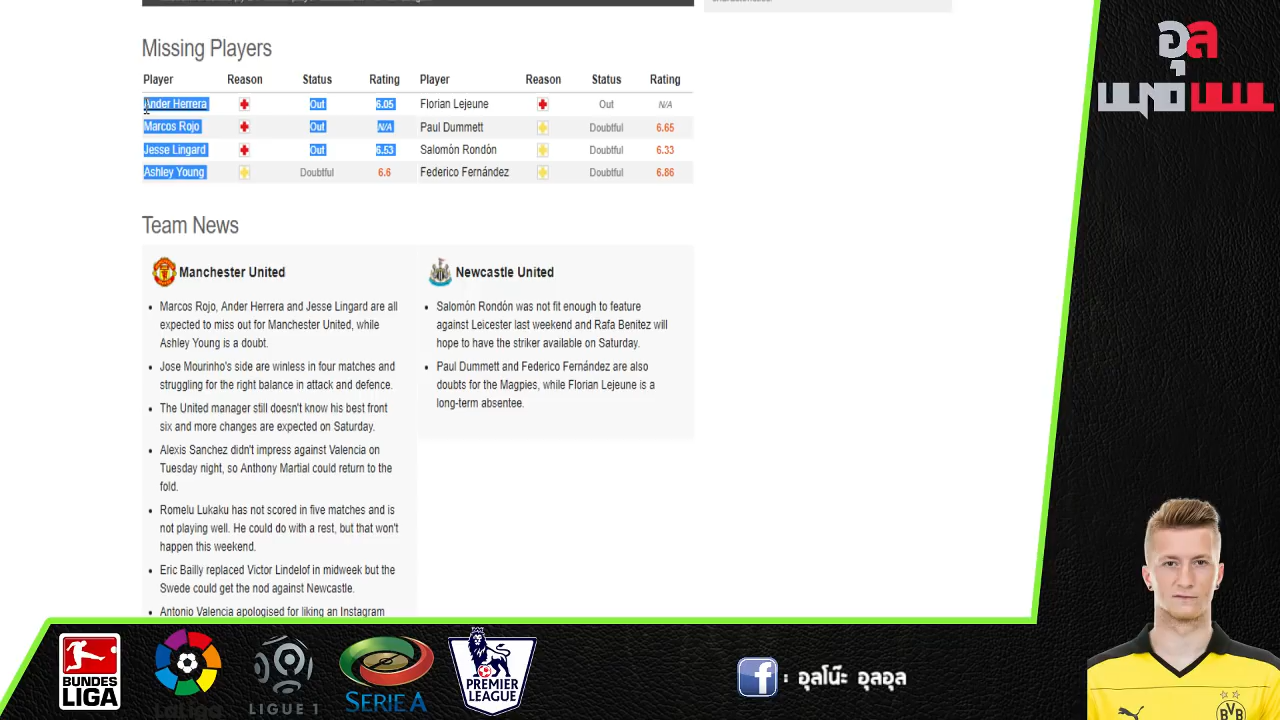 Missing Players
Player Reason Status Rating Player Reason Status Rating
Ander Herrera Out 6.05 Florian Lejeune Out N/A
Marcos Rojo Out N/A Paul Dummett Doubtful 6.65
Jesse Lingard Out 6.53 Salomón Rondón Doubtful 6.33
Ashley Young Doubtful 6.6 Federico Fernández Doubtful 6.86
Team News
Manchester United
Marcos Rojo, Ander Herrera and Jesse Lingard are all
expected to miss out for Manchester United, while
Ashley Young is a doubt.
Jose Mourinho's side are winless in four matches and
struggling for the right balance in attack and defence.
The United manager still doesn't know his best front
six and more changes are expected on Saturday.
Alexis Sanchez didn't impress against Valencia on
Tuesday night, so Anthony Martial could return to the
fold.
Romelu Lukaku has not scored in five matches and is
not playing well. He could do with a rest, but that won't
happen this weekend.
Eric Bailly replaced Victor Lindelof in midweek but the
Swede could get the nod against Newcastle.
Antonio Valencia apologised for liking an Instagram
Newcastle United
Salomón Rondón was not fit enough to feature
against Leicester last weekend and Rafa Benitez will
hope to have the striker available on Saturday.
Paul Dummett and Federico Fernández are also
doubts for the Magpies, while Florian Lejeune is a
long-term absentee.
BUNDES
LIGA
LaLiga
LIGUE 1
SERIE A
PREMIER
LEAGUE
f : อุลโน๊ะ อุลอุล
BVB
09